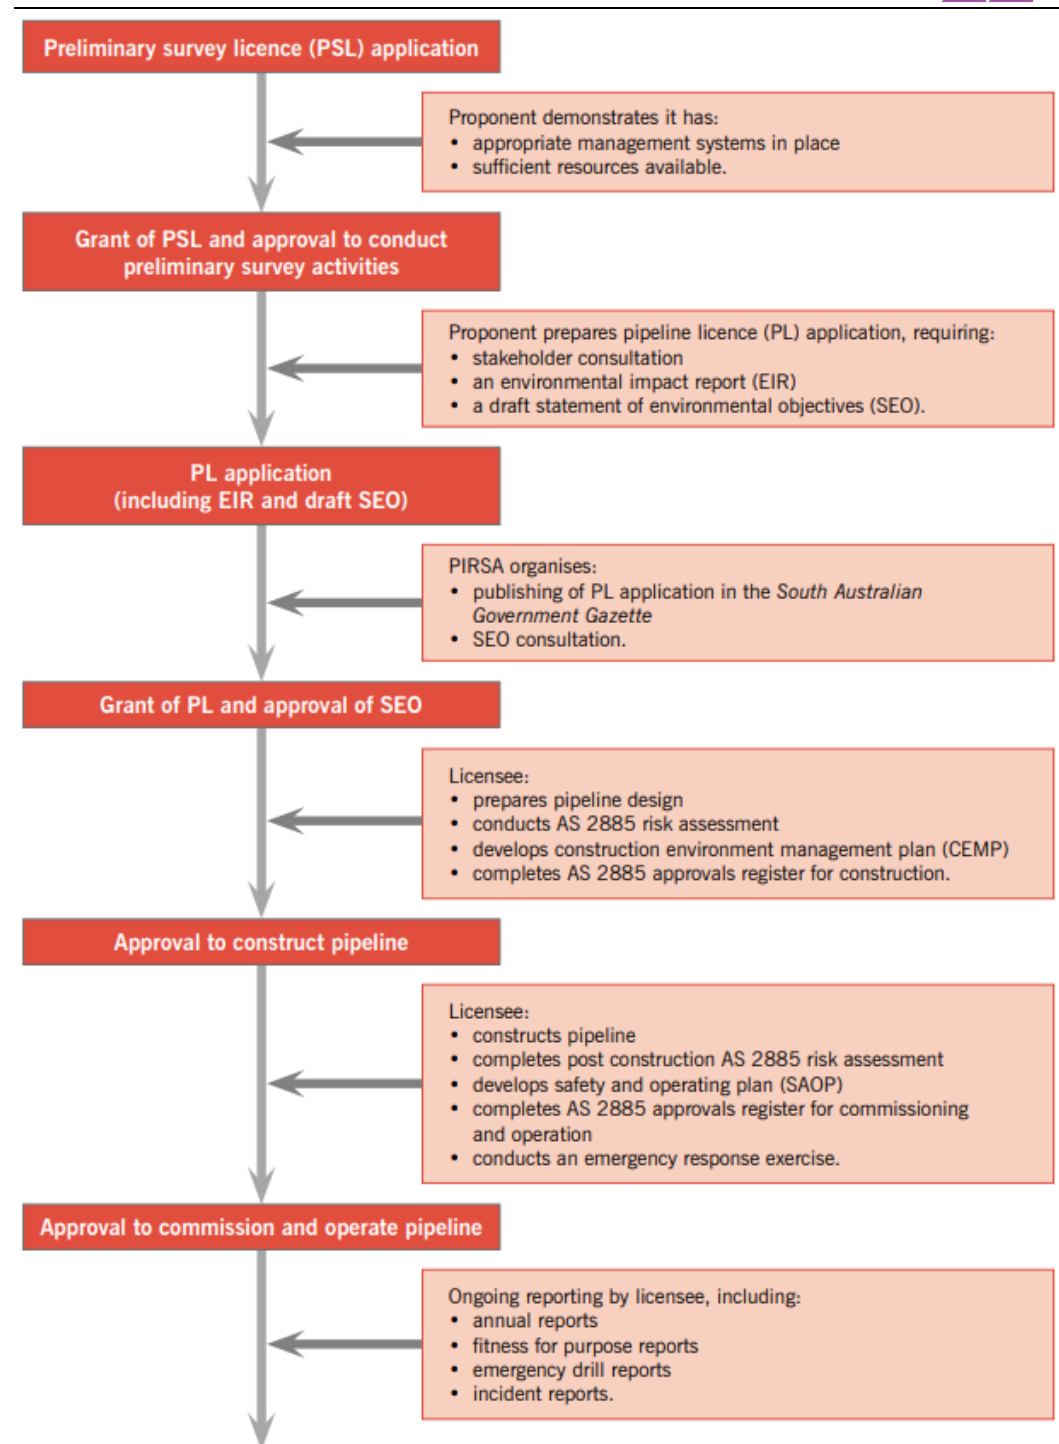 Preliminary survey licence (PSL) application
Proponent demonstrates it has:
• appropriate management systems in place
• sufficient resources available.
Grant of PSL and approval to conduct
preliminary survey activities
Proponent prepares pipeline licence (PL) application, requiring:
• stakeholder consultation
• an environmental impact report (EIR)
• a draft statement of environmental objectives (SEO).
PL application
(including EIR and draft SEO)
PIRSA organises:
• publishing of PL application in the South Australian
Government Gazette
• SEO consultation.
Grant of PL and approval of SEO
Licensee:
• prepares pipeline design
• conducts AS 2885 risk assessment
• develops construction environment management plan (CEMP)
• completes AS 2885 approvals register for construction.
Approval to construct pipeline
Licensee:
• constructs pipeline
• completes post construction AS 2885 risk assessment
• develops safety and operating plan (SAOP)
• completes AS 2885 approvals register for commissioning
and operation
• conducts an emergency response exercise.
Approval to commission and operate pipeline
Ongoing reporting by licensee, including:
• annual reports
• fitness for purpose reports
• emergency drill reports
• incident reports.